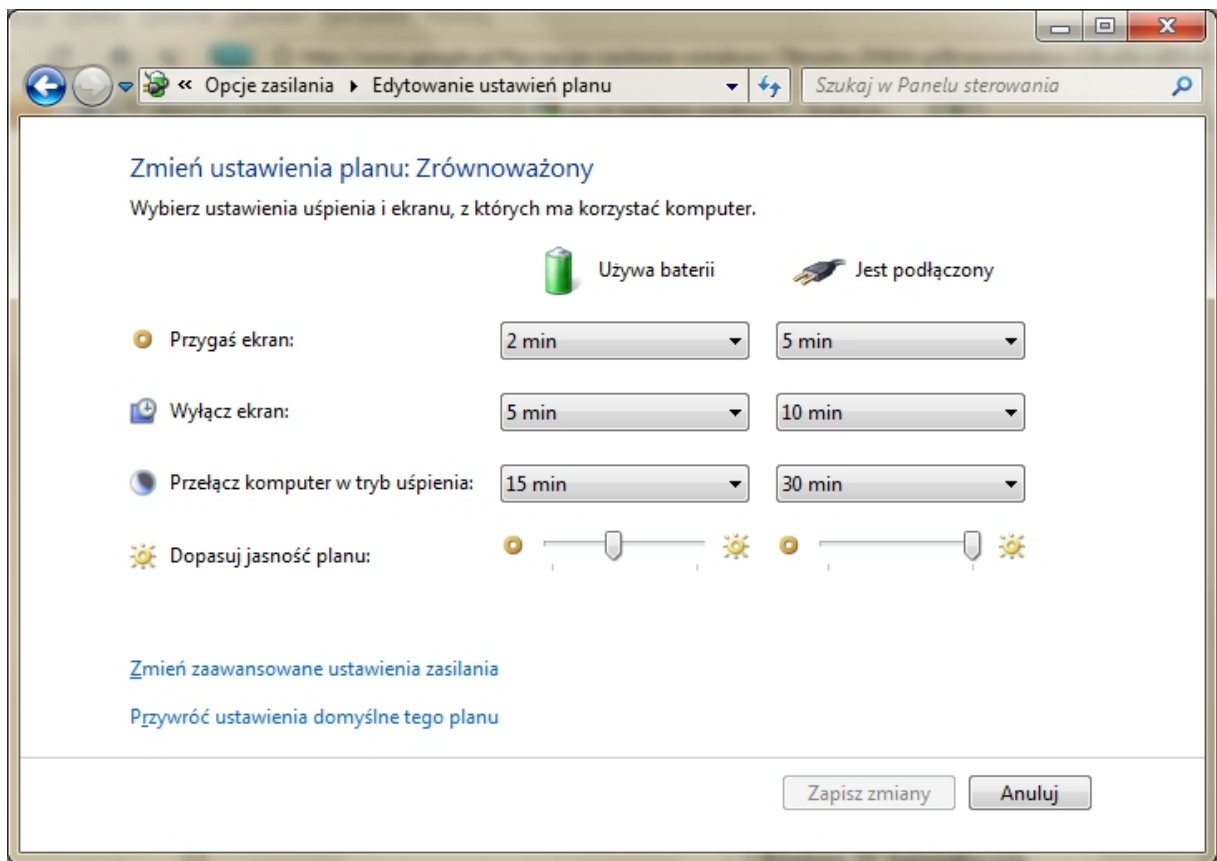 « Opcje zasilania ▸ Edytowanie ustawień planu
Szukaj w Panelu sterowania
Zmień ustawienia planu: Zrównoważony
Wybierz ustawienia uśpienia i ekranu, z których ma korzystać komputer.
Używa baterii Jest podłączony
Przygaś ekran: 2 min 5 min
Wyłącz ekran: 5 min 10 min
Przełącz komputer w tryb uśpienia: 15 min 30 min
Dopasuj jasność planu:
Zmień zaawansowane ustawienia zasilania
Przywróć ustawienia domyślne tego planu
Zapisz zmiany Anuluj